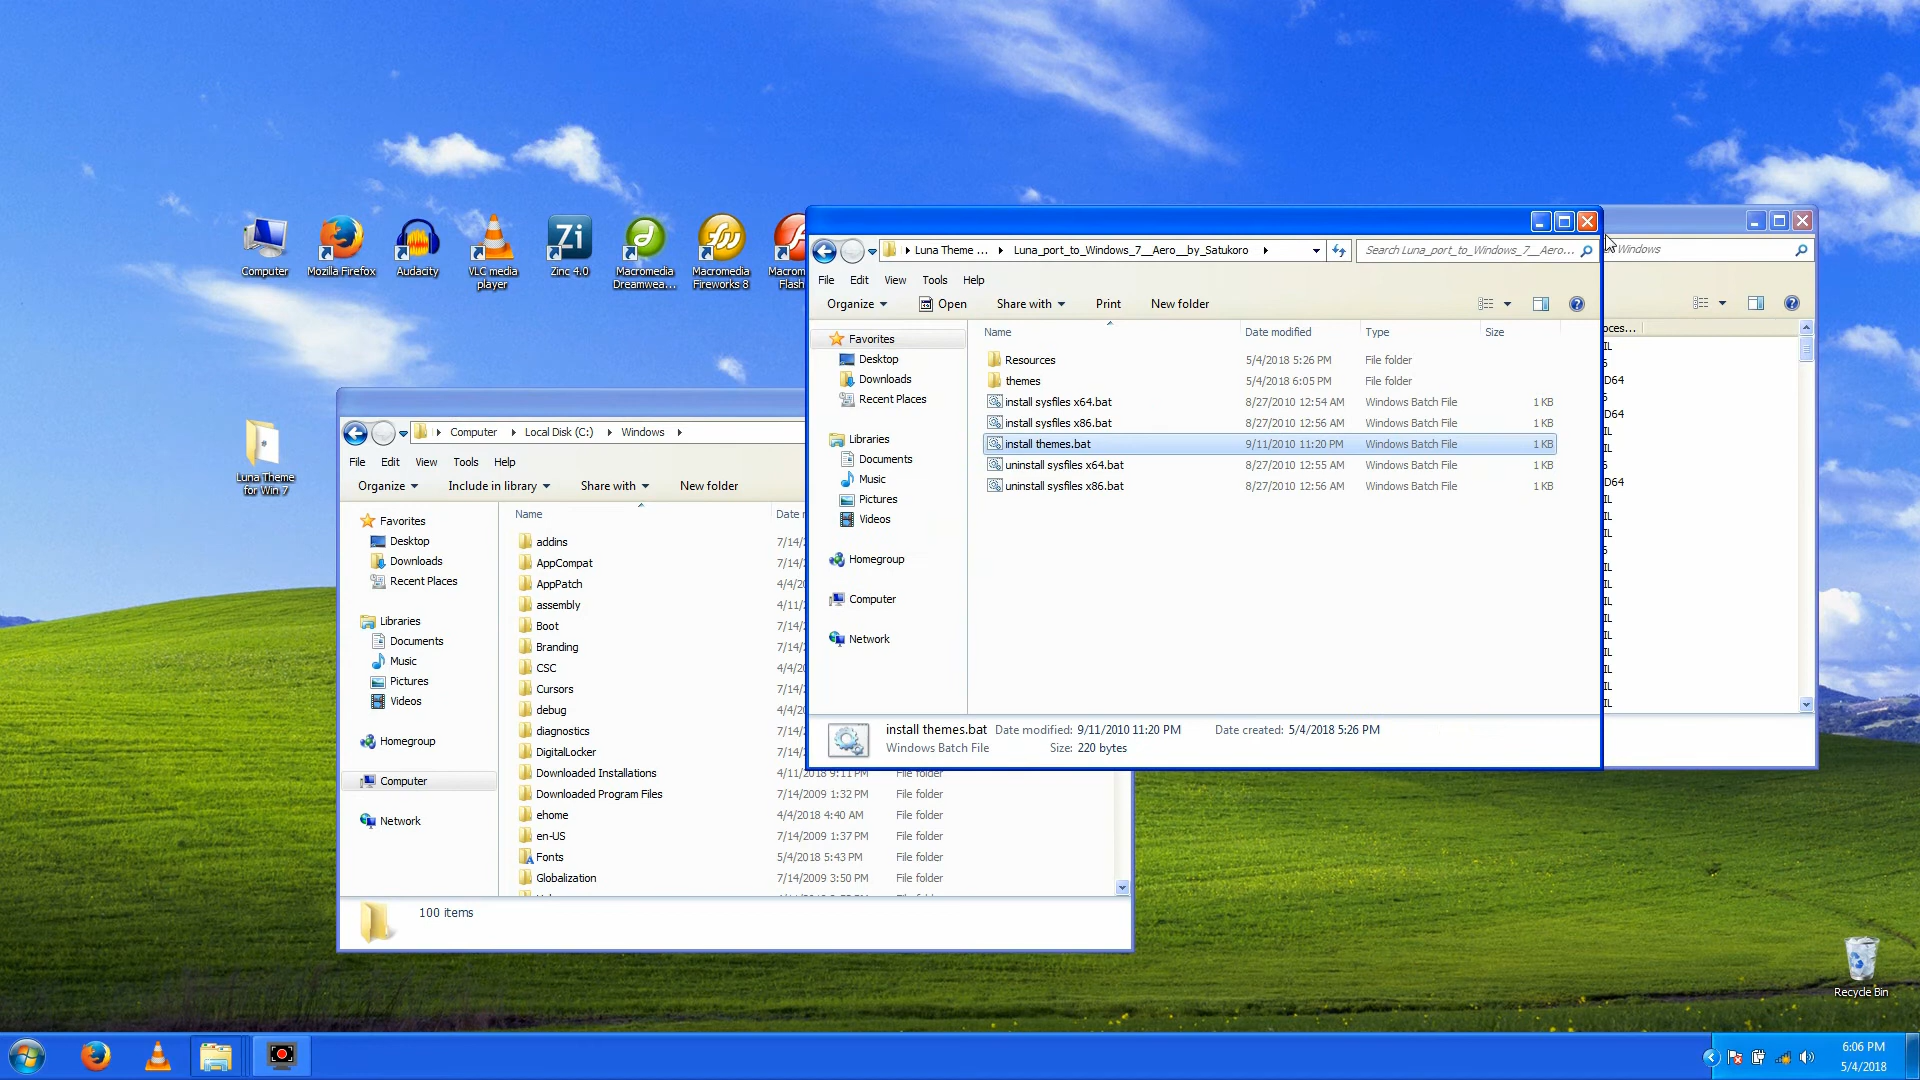 Computer
Mozilla Firefox
Audacity
VLC media
player
Zinc 4.0
Macromedia
Dreamwea...
Macromedia
Fireworks 8
Macrom
Flash
Luna Theme
for Win 7
Recycle Bin
Luna Theme ... Luna_port_to_Windows_7__Aero__by_Satukoro
Search Luna_port_to_Windows_7__Aero...
File Edit View Tools Help
Organize Open Share with Print New folder
Favorites
Desktop
Downloads
Recent Places
Libraries
Documents
Music
Pictures
Videos
Homegroup
Computer
Network
Name Date modified Type Size
Resources 5/4/2018 5:26 PM File folder
themes 5/4/2018 6:05 PM File folder
install sysfiles x64.bat 8/27/2010 12:54 AM Windows Batch File 1 KB
install sysfiles x86.bat 8/27/2010 12:56 AM Windows Batch File 1 KB
install themes.bat 9/11/2010 11:20 PM Windows Batch File 1 KB
uninstall sysfiles x64.bat 8/27/2010 12:55 AM Windows Batch File 1 KB
uninstall sysfiles x86.bat 8/27/2010 12:56 AM Windows Batch File 1 KB
install themes.bat Date modified: 9/11/2010 11:20 PM Date created: 5/4/2018 5:26 PM
Windows Batch File Size: 220 bytes
Windows
D64
D64
D64
Computer Local Disk (C:) Windows
File Edit View Tools Help
Organize Include in library Share with New folder
Favorites
Desktop
Downloads
Recent Places
Libraries
Documents
Music
Pictures
Videos
Homegroup
Computer
Network
Name Date
addins 7/14/
AppCompat 7/14/
AppPatch 4/4/20
assembly 4/11/
Boot 7/14/
Branding 7/14/
CSC 4/4/20
Cursors 7/14/
debug 4/4/20
diagnostics 7/14/
DigitalLocker 7/14/
Downloaded Installations 4/11/2018 9:11 PM File folder
Downloaded Program Files 7/14/2009 1:32 PM File folder
ehome 4/4/2018 4:40 AM File folder
en-US 7/14/2009 1:37 PM File folder
Fonts 5/4/2018 5:43 PM File folder
Globalization 7/14/2009 3:50 PM File folder
100 items
6:06 PM
5/4/2018